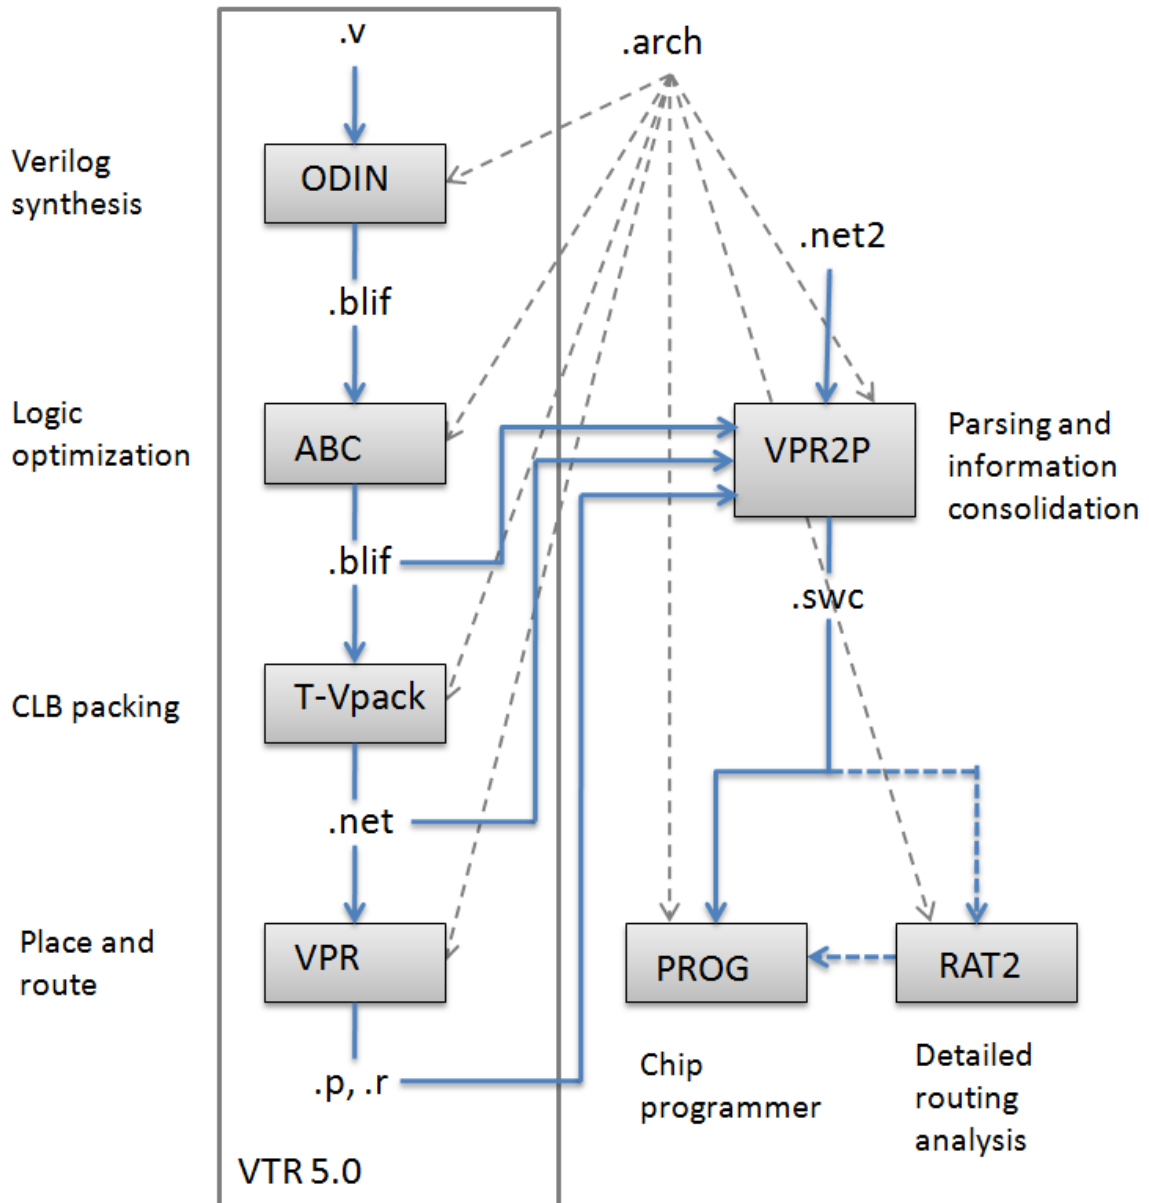 .v
.arch
Verilog
synthesis
ODIN
.net2
.blif
Logic
optimization
ABC
VPR2P
Parsing and
information
consolidation
.blif
.swc
CLB packing
T-Vpack
.net
Place and
route
VPR
PROG
RAT2
.p, .r
Chip
programmer
Detailed
routing
analysis
VTR 5.0